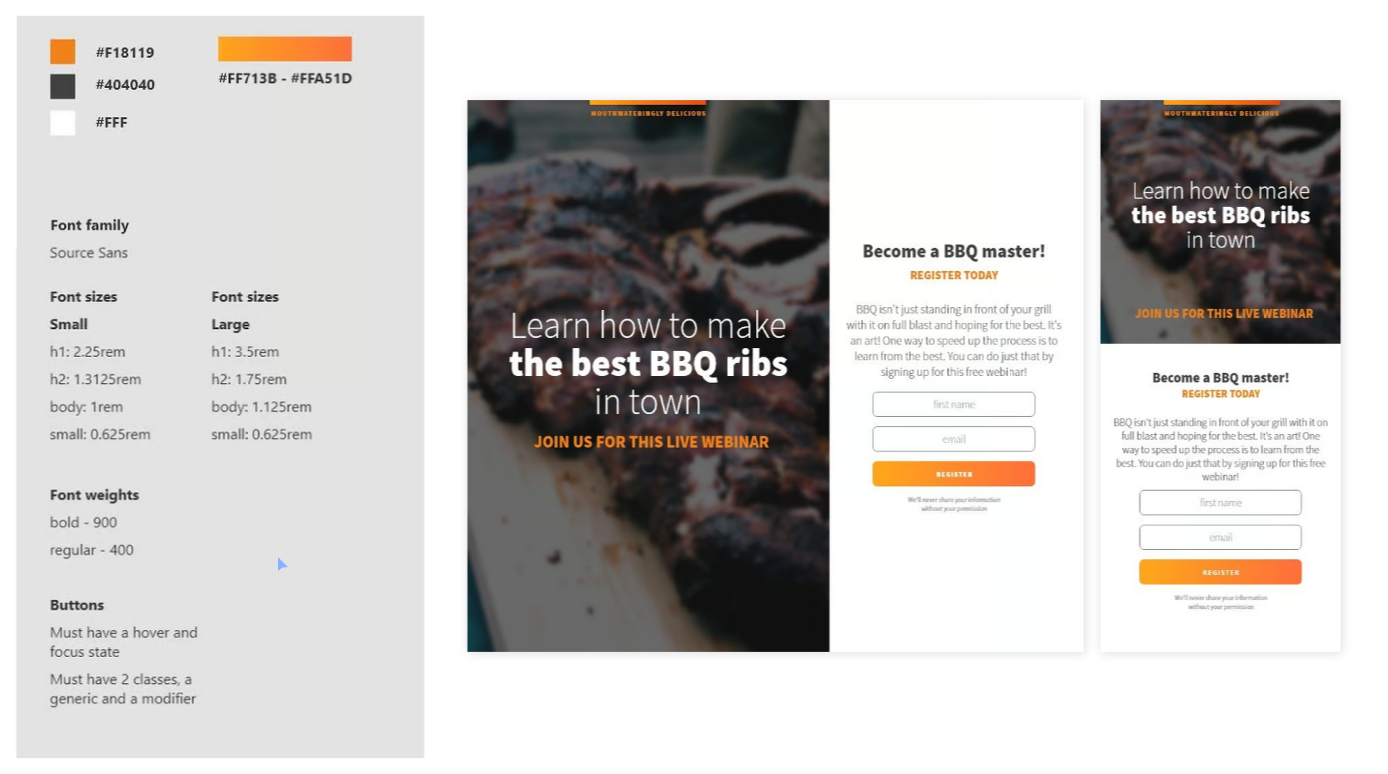 #F18119
#404040
#FFF
#FF713B - #FFA51D
Font family
Source Sans
Font sizes
Small
h1: 2.25rem
h2: 1.3125rem
body: 1rem
small: 0.625rem
Font sizes
Large
h1: 3.5rem
h2: 1.75rem
body: 1.125rem
small: 0.625rem
Font weights
bold - 900
regular - 400
Buttons
Must have a hover and
focus state
Must have 2 classes, a
generic and a modifier
MOUTHWATERINGLY DELICIOUS
Learn how to make
the best BBQ ribs
in town
JOIN US FOR THIS LIVE WEBINAR
Become a BBQ master!
REGISTER TODAY
BBQ isn't just standing in front of your grill
with it on full blast and hoping for the best. It's
an art! One way to speed up the process is to
learn from the best. You can do just that by
signing up for this free webinar!
first name
email
REGISTER
We'll never share your information
without your permission
MOUTHWATERINGLY DELICIOUS
Learn how to make
the best BBQ ribs
in town
JOIN US FOR THIS LIVE WEBINAR
Become a BBQ master!
REGISTER TODAY
BBQ isn't just standing in front of your grill with it on
full blast and hoping for the best. It's an art! One
way to speed up the process is to learn from the
best. You can do just that by signing up for this free
webinar!
first name
email
REGISTER
We'll never share your information
without your permission